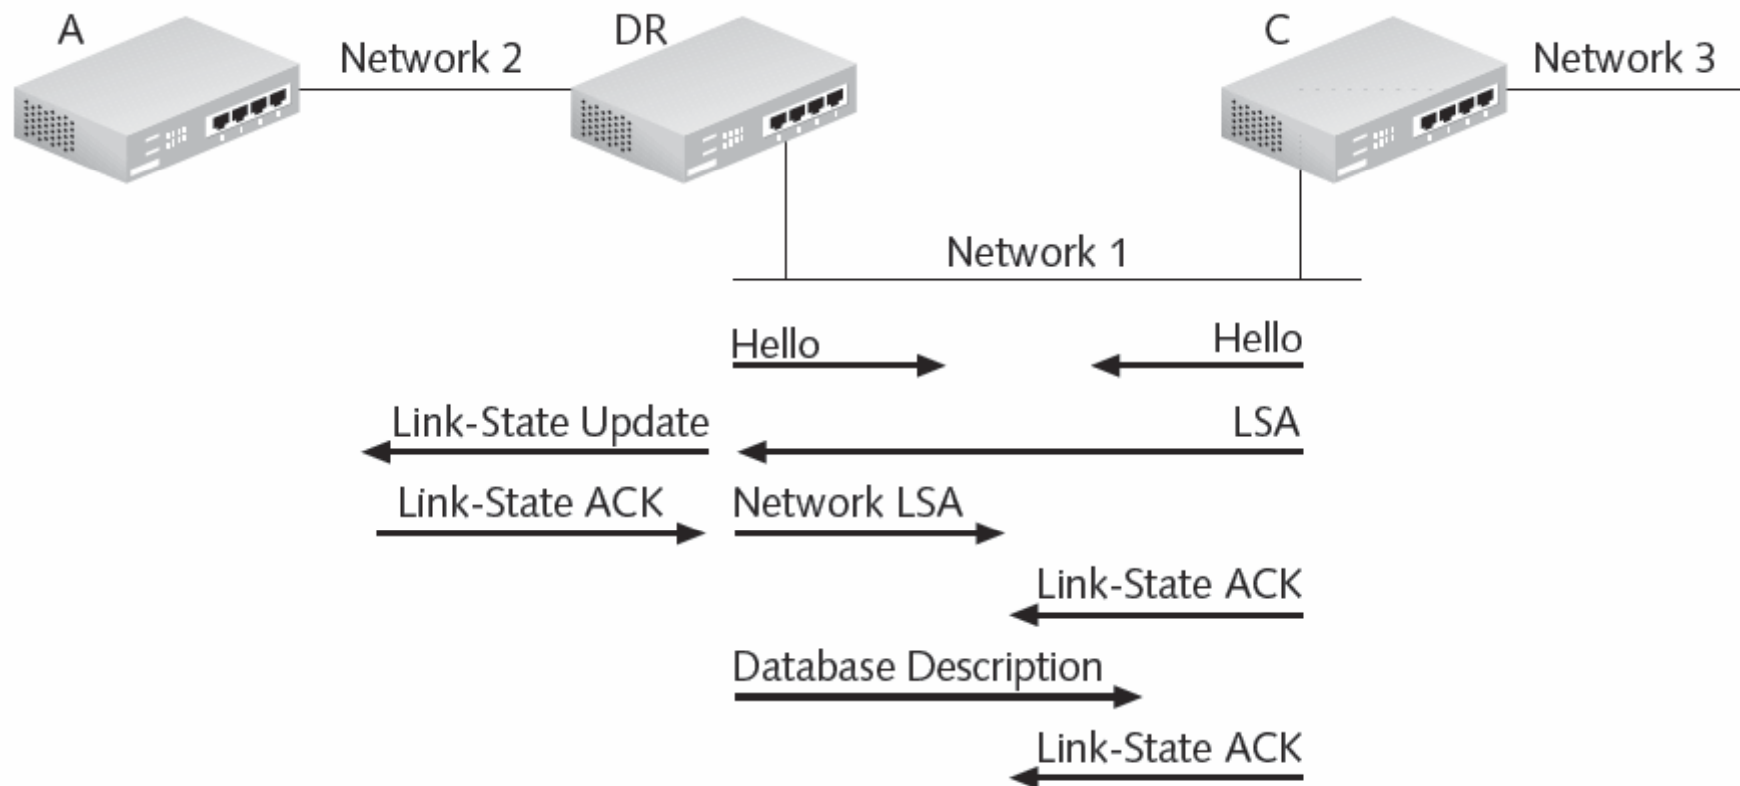 A
Network 2
DR
C
Network 3
Network 1
Hello
Hello
Link-State Update
LSA
Link-State ACK
Network LSA
Link-State ACK
Database Description
Link-State ACK